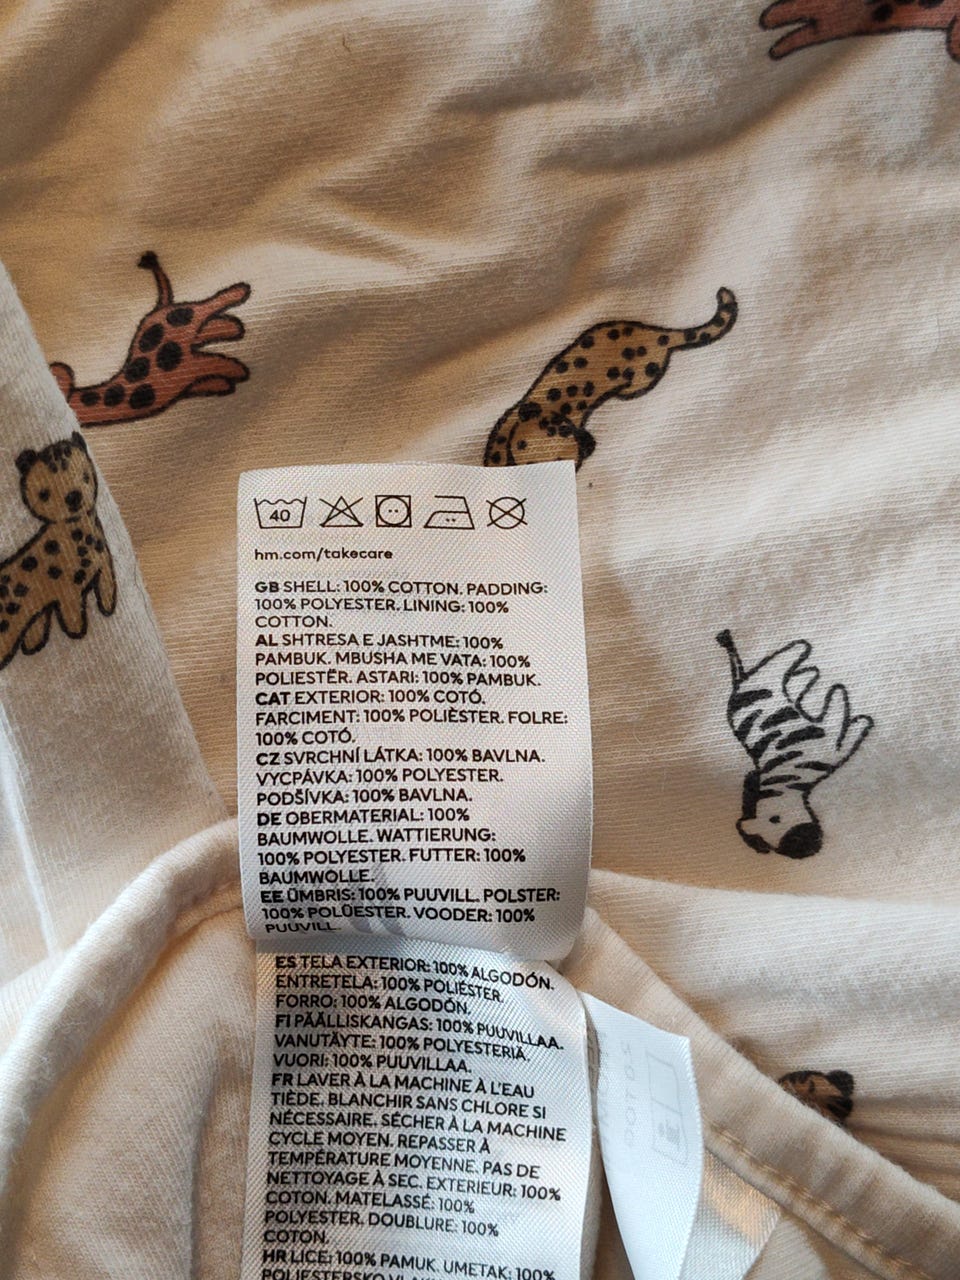 40
hm.com/takecare
GB SHELL: 100% COTTON. PADDING:
100% POLYESTER. LINING: 100%
COTTON.
AL SHTRESA E JASHTME: 100%
PAMBUK. MBUSHA ME VATA: 100%
POLIESTËR. ASTARI: 100% PAMBUK.
CAT EXTERIOR: 100% COTÓ.
FARCIMENT: 100% POLIÈSTER. FOLRE:
100% COTÓ.
CZ SVRCHNÍ LÁTKA: 100% BAVLNA.
VYCPÁVKA: 100% POLYESTER.
PODŠÍVKA: 100% BAVLNA.
DE OBERMATERIAL: 100%
BAUMWOLLE. WATTIERUNG:
100% POLYESTER. FUTTER: 100%
BAUMWOLLE.
EE ÜMBRIS: 100% PUUVILL. POLSTER:
100% POLÜESTER. VOODER: 100%
PUUVILL.
ES TELA EXTERIOR: 100% ALGODÓN.
ENTRETELA: 100% POLIÉSTER.
FORRO: 100% ALGODÓN.
FI PÄÄLLISKANGAS: 100% PUUVILLAA.
VANUTÄYTE: 100% POLYESTERIÄ.
VUORI: 100% PUUVILLAA.
FR LAVER À LA MACHINE À L'EAU
TIÈDE. BLANCHIR SANS CHLORE SI
NÉCESSAIRE. SÉCHER À LA MACHINE
CYCLE MOYEN. REPASSER À
TEMPÉRATURE MOYENNE. PAS DE
NETTOYAGE À SEC. EXTERIEUR: 100%
COTON. MATELASSÉ: 100%
POLYESTER. DOUBLURE: 100%
COTON.
HR LICE: 100% PAMUK. UMETAK: 100%